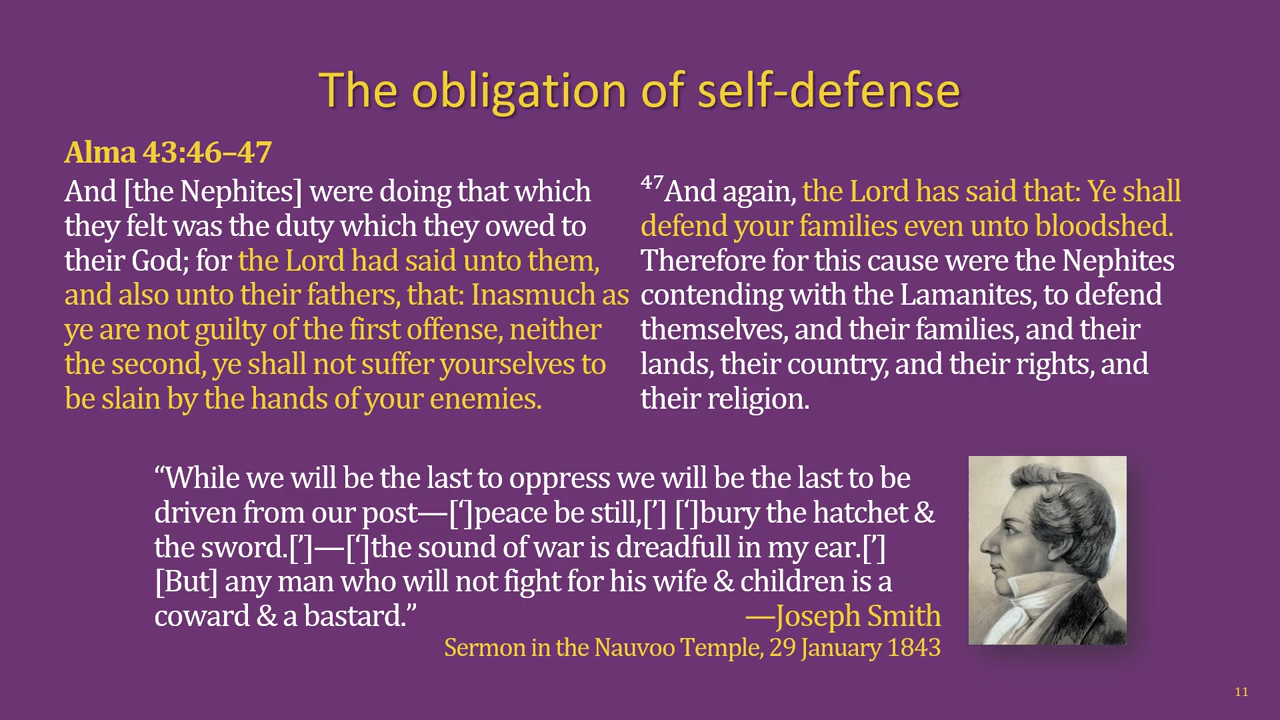 The obligation of self-defense
Alma 43:46–47
And [the Nephites] were doing that which
they felt was the duty which they owed to
their God; for the Lord had said unto them,
and also unto their fathers, that: Inasmuch as
ye are not guilty of the first offense, neither
the second, ye shall not suffer yourselves to
be slain by the hands of your enemies.
⁴⁷And again, the Lord has said that: Ye shall
defend your families even unto bloodshed.
Therefore for this cause were the Nephites
contending with the Lamanites, to defend
themselves, and their families, and their
lands, their country, and their rights, and
their religion.
“While we will be the last to oppress we will be the last to be
driven from our post—[‘]peace be still,[’] [‘]bury the hatchet &
the sword.[’]—[‘]the sound of war is dreadfull in my ear.[’]
[But] any man who will not fight for his wife & children is a
coward & a bastard.” —Joseph Smith
Sermon in the Nauvoo Temple, 29 January 1843
11